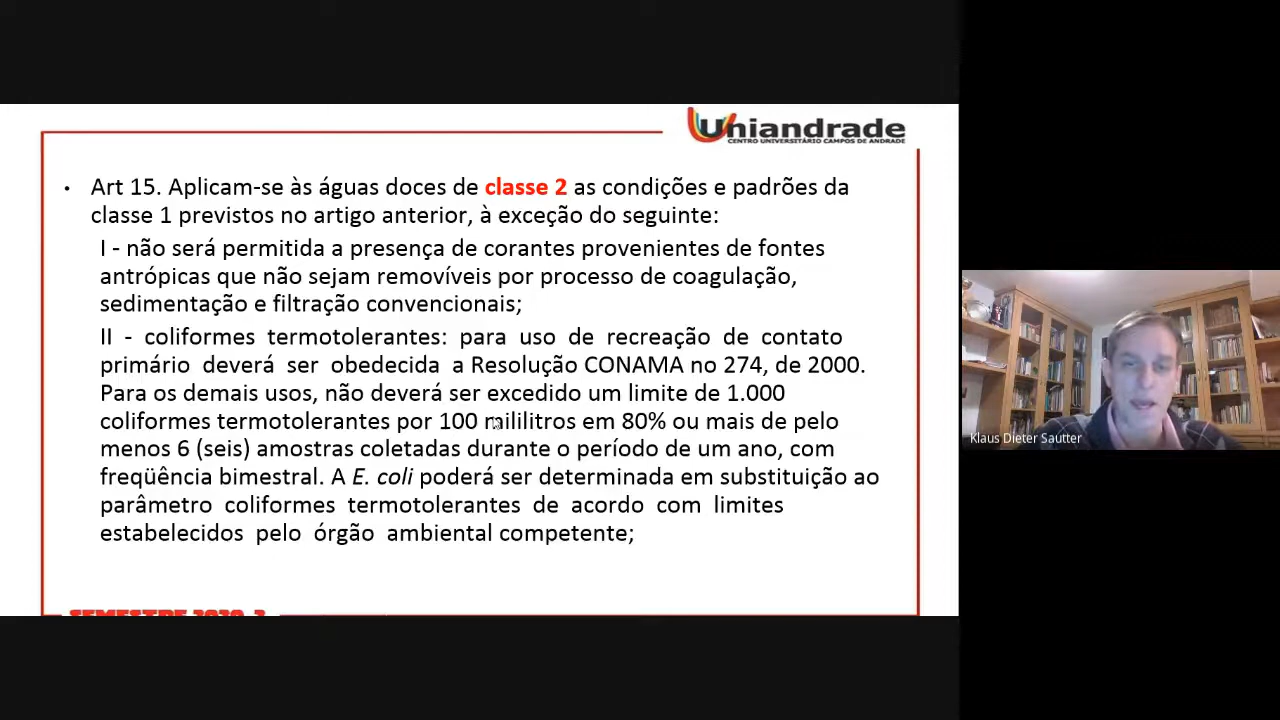 Uniandrade
CENTRO UNIVERSITÁRIO CAMPOS DE ANDRADE
• Art 15. Aplicam-se às águas doces de classe 2 as condições e padrões da
classe 1 previstos no artigo anterior, à exceção do seguinte:
I - não será permitida a presença de corantes provenientes de fontes
antrópicas que não sejam removíveis por processo de coagulação,
sedimentação e filtração convencionais;
II - coliformes termotolerantes: para uso de recreação de contato
primário deverá ser obedecida a Resolução CONAMA no 274, de 2000.
Para os demais usos, não deverá ser excedido um limite de 1.000
coliformes termotolerantes por 100 mililitros em 80% ou mais de pelo
menos 6 (seis) amostras coletadas durante o período de um ano, com
freqüência bimestral. A E. coli poderá ser determinada em substituição ao
parâmetro coliformes termotolerantes de acordo com limites
estabelecidos pelo órgão ambiental competente;
SEMESTRE 2020-2
Klaus Dieter Sautter